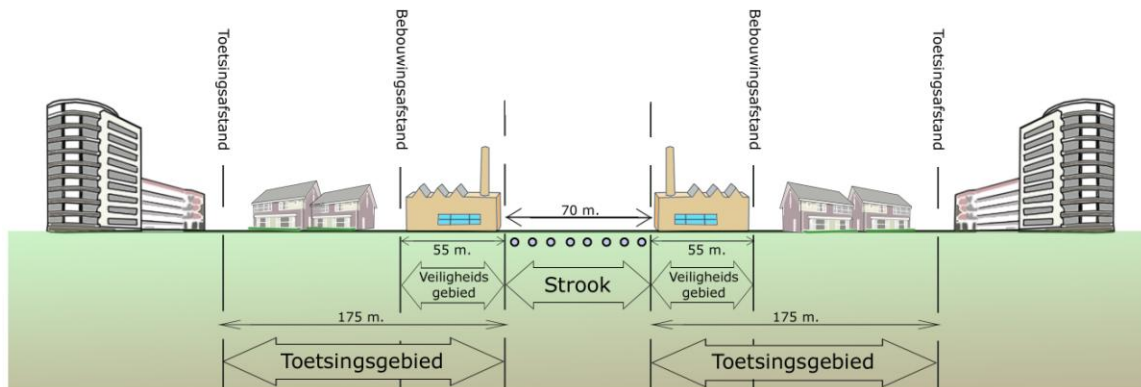 Toetsingsafstand
Bebouwingsafstand
Bebouwingsafstand
Toetsingsafstand
70 m.
55 m.
55 m.
Veiligheids
gebied
Strook
Veiligheids
gebied
175 m.
175 m.
Toetsingsgebied
Toetsingsgebied